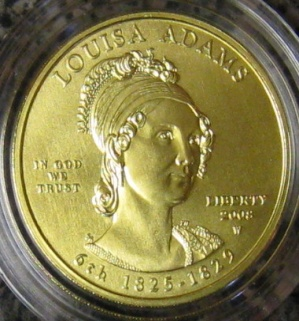 LOUISA ADAMS
IN GOD
WE
TRUST
LIBERTY
2008
W
6th 1825-1829